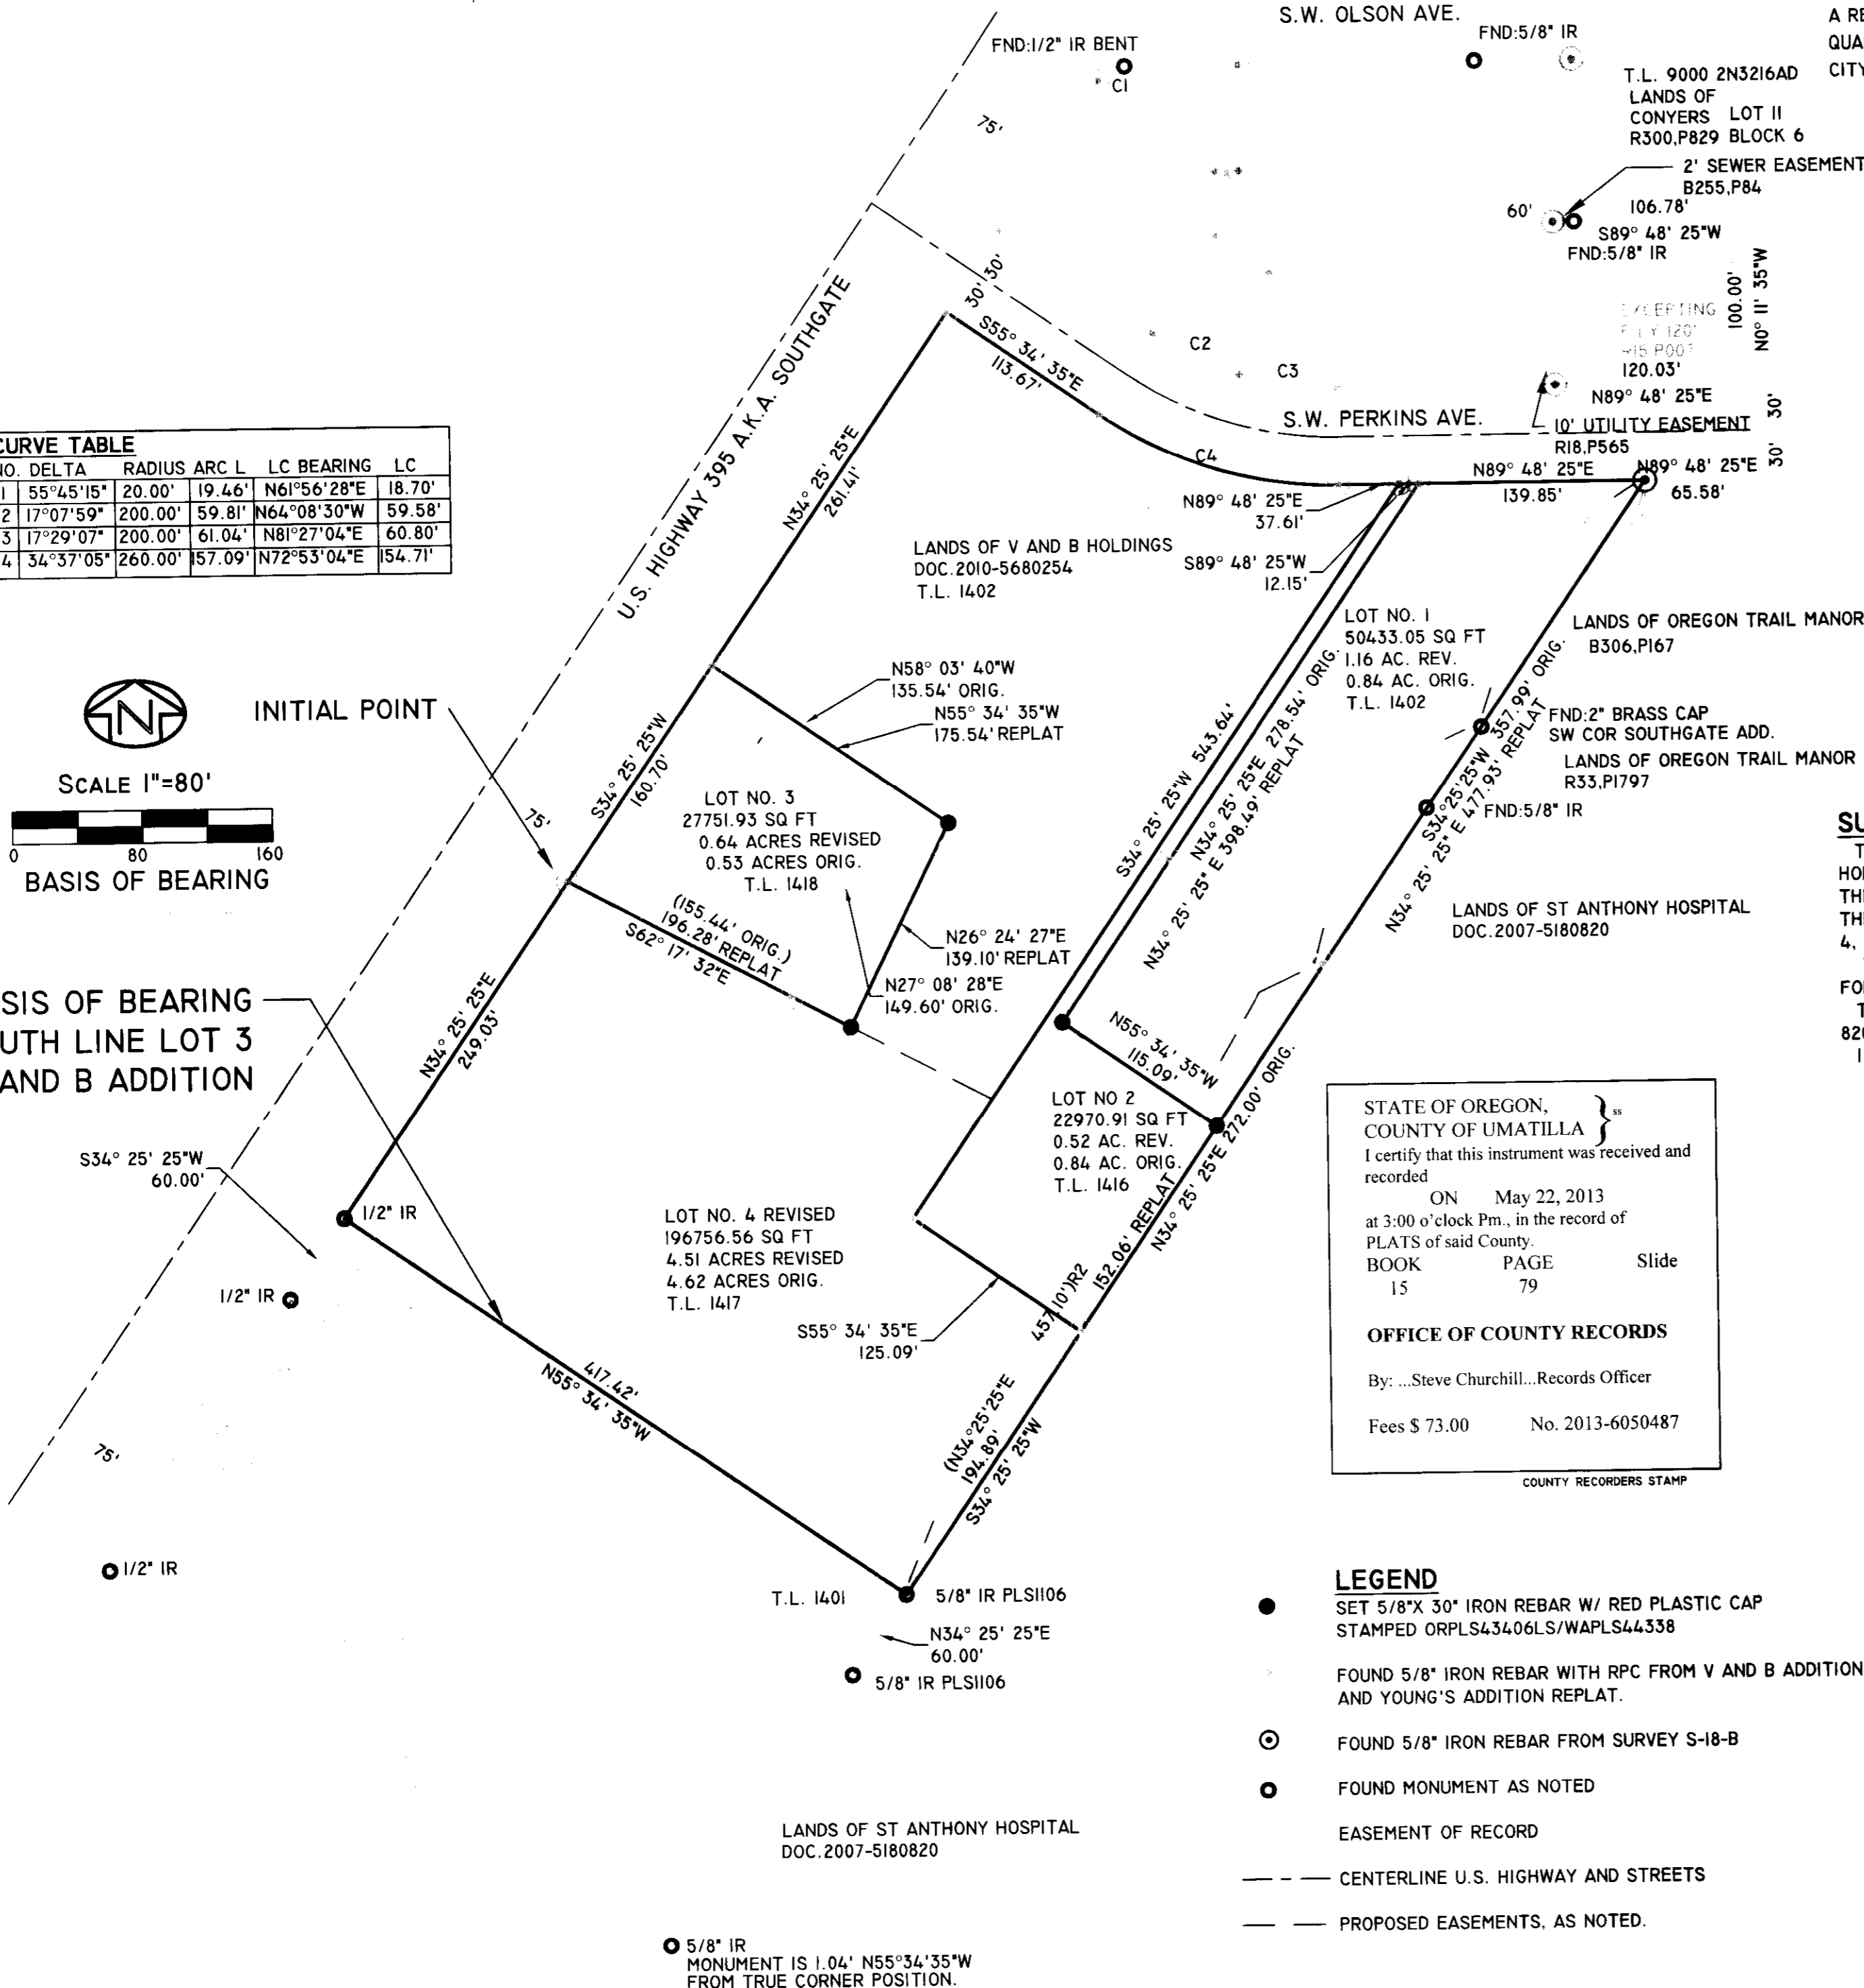 S.W. OLSON AVE.
FND:1/2" IR BENT
C1
FND:5/8" IR
T.L. 9000 2N3216AD
LANDS OF
CONYERS LOT 11
R300,P829 BLOCK 6
2' SEWER EASEMENT
B255,P84
106.78'
60'
S89° 48' 25"W
FND:5/8" IR
100.00'
N0° 11' 35"W
75'
30' 30'
EXCEPTING
120'
120.03'
N89° 48' 25"E
C2
C3
S.W. PERKINS AVE.
10' UTILITY EASEMENT
R18,P565
30' 30'
S55° 34' 35"E
113.67'
U.S. HIGHWAY 395 A.K.A. SOUTHGATE
C4
N89° 48' 25"E
139.85'
N89° 48' 25"E
65.58'
N89° 48' 25"E
37.61'
S89° 48' 25"W
12.15'
CURVE TABLE
NO. DELTA RADIUS ARC L LC BEARING LC
1 55°45'15" 20.00' 19.46' N61°56'28"E 18.70'
2 17°07'59" 200.00' 59.81' N64°08'30"W 59.58'
3 17°29'07" 200.00' 61.04' N81°27'04"E 60.80'
4 34°37'05" 260.00' 157.09' N72°53'04"E 154.71'
N34° 25' 25"E
261.41'
LANDS OF V AND B HOLDINGS
DOC.2010-5680254
T.L. 1402
LOT NO. 1
50433.05 SQ FT
1.16 AC. REV.
0.84 AC. ORIG.
T.L. 1402
LANDS OF OREGON TRAIL MANOR
B306,P167
FND:2" BRASS CAP
SW COR SOUTHGATE ADD.
LANDS OF OREGON TRAIL MANOR
R33,P1797
FND:5/8" IR
S34°25'25"W 357.99' ORIG.
N34° 25' 25" E 477.93' REPLAT
N
SCALE 1"=80'
0 80 160
BASIS OF BEARING
INITIAL POINT
N58° 03' 40"W
135.54' ORIG.
N55° 34' 35"W
175.54' REPLAT
S34° 25' 25"W
160.70'
75'
LOT NO. 3
27751.93 SQ FT
0.64 ACRES REVISED
0.53 ACRES ORIG.
T.L. 1418
S34° 25' 25"W 543.64'
N34° 25' 25"E 278.54' ORIG.
N34° 25' 25" E 398.49' REPLAT
LANDS OF ST ANTHONY HOSPITAL
DOC.2007-5180820
(155.44' ORIG.)
196.28' REPLAT
S62° 17' 32"E
N26° 24' 27"E
139.10' REPLAT
N27° 08' 28"E
149.60' ORIG.
SIS OF BEARING
UTH LINE LOT 3
AND B ADDITION
N34° 25' 25"E
249.03'
N55° 34' 35"W
115.09'
LOT NO 2
22970.91 SQ FT
0.52 AC. REV.
0.84 AC. ORIG.
T.L. 1416
N34° 25' 25"E 272.00' ORIG.
152.06' REPLAT
457.10')R2
S34° 25' 25"W
60.00'
1/2" IR
1/2" IR
LOT NO. 4 REVISED
196756.56 SQ FT
4.51 ACRES REVISED
4.62 ACRES ORIG.
T.L. 1417
S55° 34' 35"E
125.09'
417.42'
N55° 34' 35"W
(N34°25'25"E
194.89'
S34° 25' 25"W
75'
1/2" IR
T.L. 1401
5/8" IR PLS1106
N34° 25' 25"E
60.00'
5/8" IR PLS1106
STATE OF OREGON,
COUNTY OF UMATILLA } ss
I certify that this instrument was received and
recorded
ON May 22, 2013
at 3:00 o'clock Pm., in the record of
PLATS of said County.
BOOK PAGE Slide
15 79
OFFICE OF COUNTY RECORDS
By: ...Steve Churchill...Records Officer
Fees $ 73.00 No. 2013-6050487
COUNTY RECORDERS STAMP
LEGEND
SET 5/8"X 30" IRON REBAR W/ RED PLASTIC CAP
STAMPED ORPLS43406LS/WAPLS44338
FOUND 5/8" IRON REBAR WITH RPC FROM V AND B ADDITION
AND YOUNG'S ADDITION REPLAT.
FOUND 5/8" IRON REBAR FROM SURVEY S-18-B
FOUND MONUMENT AS NOTED
EASEMENT OF RECORD
CENTERLINE U.S. HIGHWAY AND STREETS
PROPOSED EASEMENTS, AS NOTED.
LANDS OF ST ANTHONY HOSPITAL
DOC.2007-5180820
5/8" IR
MONUMENT IS 1.04' N55°34'35"W
FROM TRUE CORNER POSITION.
A RE
QUA
CITY
SU
T
HOL
TH
TH
4,
FO
T
820
1